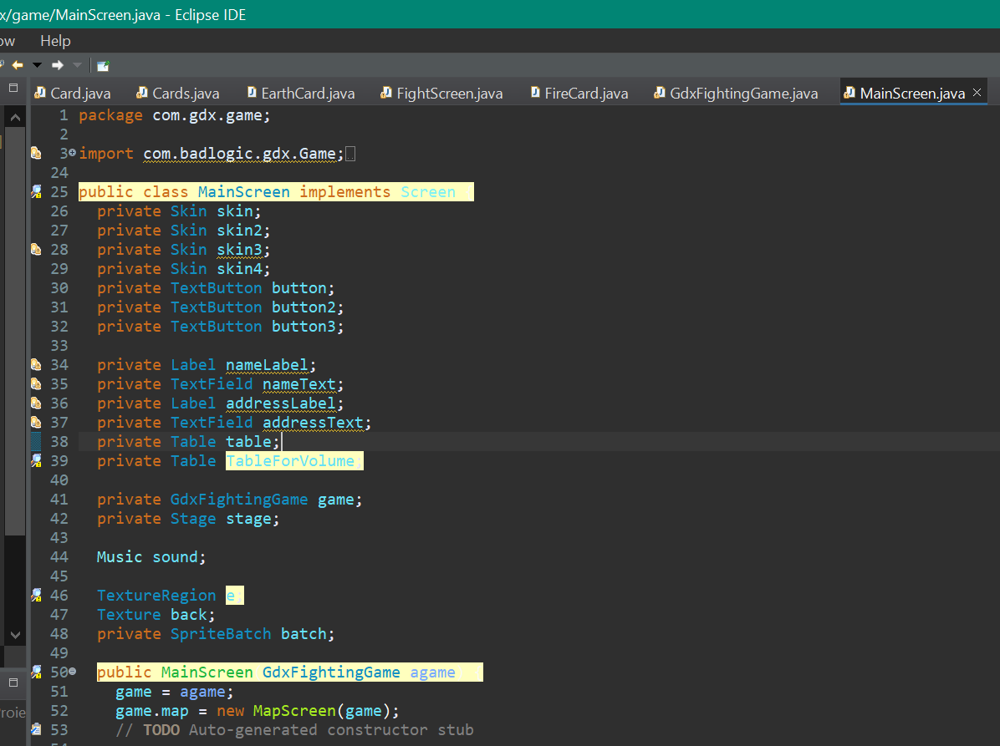 x/game/MainScreen.java - Eclipse IDE
ow Help
Card.java Cards.java EarthCard.java FightScreen.java FireCard.java GdxFightingGame.java MainScreen.java
1 package com.gdx.game;
2
3 import com.badlogic.gdx.Game;
24
25 public class MainScreen implements Screen
26 private Skin skin;
27 private Skin skin2;
28 private Skin skin3;
29 private Skin skin4;
30 private TextButton button;
31 private TextButton button2;
32 private TextButton button3;
33
34 private Label nameLabel;
35 private TextField nameText;
36 private Label addressLabel;
37 private TextField addressText;
38 private Table table;
39 private Table TableForVolume;
40
41 private GdxFightingGame game;
42 private Stage stage;
43
44 Music sound;
45
46 TextureRegion e;
47 Texture back;
48 private SpriteBatch batch;
49
50 public MainScreen GdxFightingGame agame
51 game = agame;
52 game.map = new MapScreen(game);
53 // TODO Auto-generated constructor stub
roje